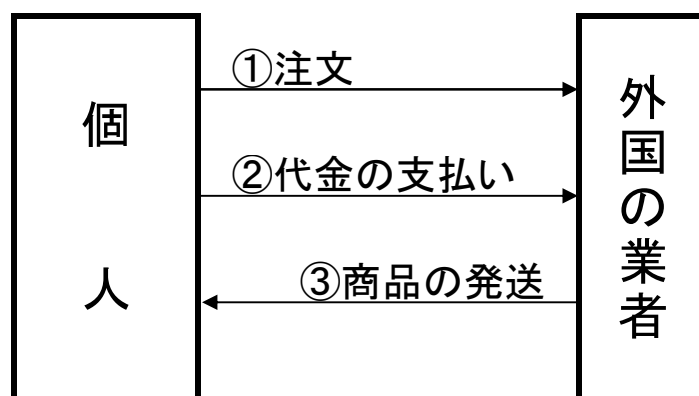 個人
①注文
②代金の支払い
③商品の発送
外国の業者